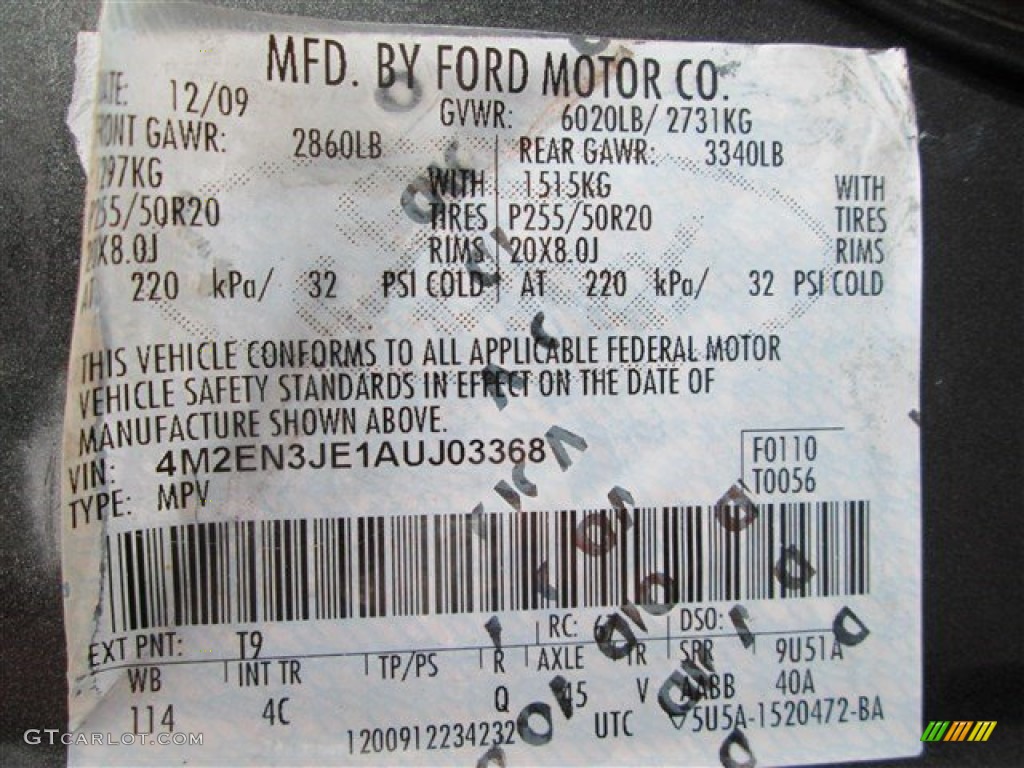 MFD. BY FORD MOTOR CO.
DATE: 12/09 GVWR: 6020LB/ 2731KG
FRONT GAWR: 2860LB REAR GAWR: 3340LB
297KG WITH 1515KG WITH
P255/50R20 TIRES P255/50R20 TIRES
20X8.0J RIMS 20X8.0J RIMS
AT 220 kPa/ 32 PSI COLD AT 220 kPa/ 32 PSI COLD
THIS VEHICLE CONFORMS TO ALL APPLICABLE FEDERAL MOTOR
VEHICLE SAFETY STANDARDS IN EFFECT ON THE DATE OF
MANUFACTURE SHOWN ABOVE.
VIN: 4M2EN3JE1AUJ03368
TYPE: MPV
F0110
T0056
EXT PNT: T9 RC: DSO:
WB INT TR TP/PS R AXLE TR SPR 9U51A
114 4C Q 45 V AABB 40A
1200912234232 UTC 5U5A-1520472-BA
GTCARLOT.COM